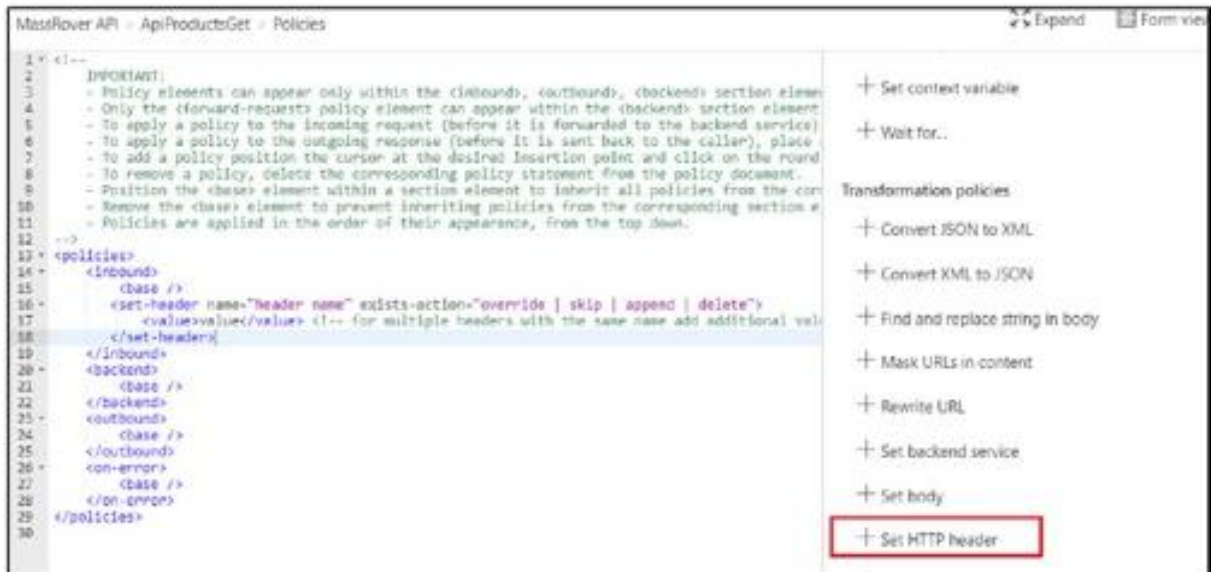 MassRover API > ApiProductsGet > Policies
Expand
Form view
1 <!--
2 IMPORTANT:
3 - Policy elements can appear only within the <inbound>, <outbound>, <backend> section elemen
4 - Only the <forward-request> policy element can appear within the <backend> section element
5 - To apply a policy to the incoming request (before it is forwarded to the backend service)
6 - To apply a policy to the outgoing response (before it is sent back to the caller), place
7 - To add a policy position the cursor at the desired insertion point and click on the round
8 - To remove a policy, delete the corresponding policy statement from the policy document.
9 - Position the <base> element within a section element to inherit all policies from the cor
10 - Remove the <base> element to prevent inheriting policies from the corresponding section e
11 - Policies are applied in the order of their appearance, from the top down.
12 -->
13 <policies>
14 <inbound>
15 <base />
16 <set-header name="header name" exists-action="override | skip | append | delete">
17 <value>value</value> <!-- for multiple headers with the same name add additional val
18 </set-header>
19 </inbound>
20 <backend>
21 <base />
22 </backend>
23 <outbound>
24 <base />
25 </outbound>
26 <on-error>
27 <base />
28 </on-error>
29 </policies>
30
+ Set context variable
+ Wait for...
Transformation policies
+ Convert JSON to XML
+ Convert XML to JSON
+ Find and replace string in body
+ Mask URLs in content
+ Rewrite URL
+ Set backend service
+ Set body
+ Set HTTP header